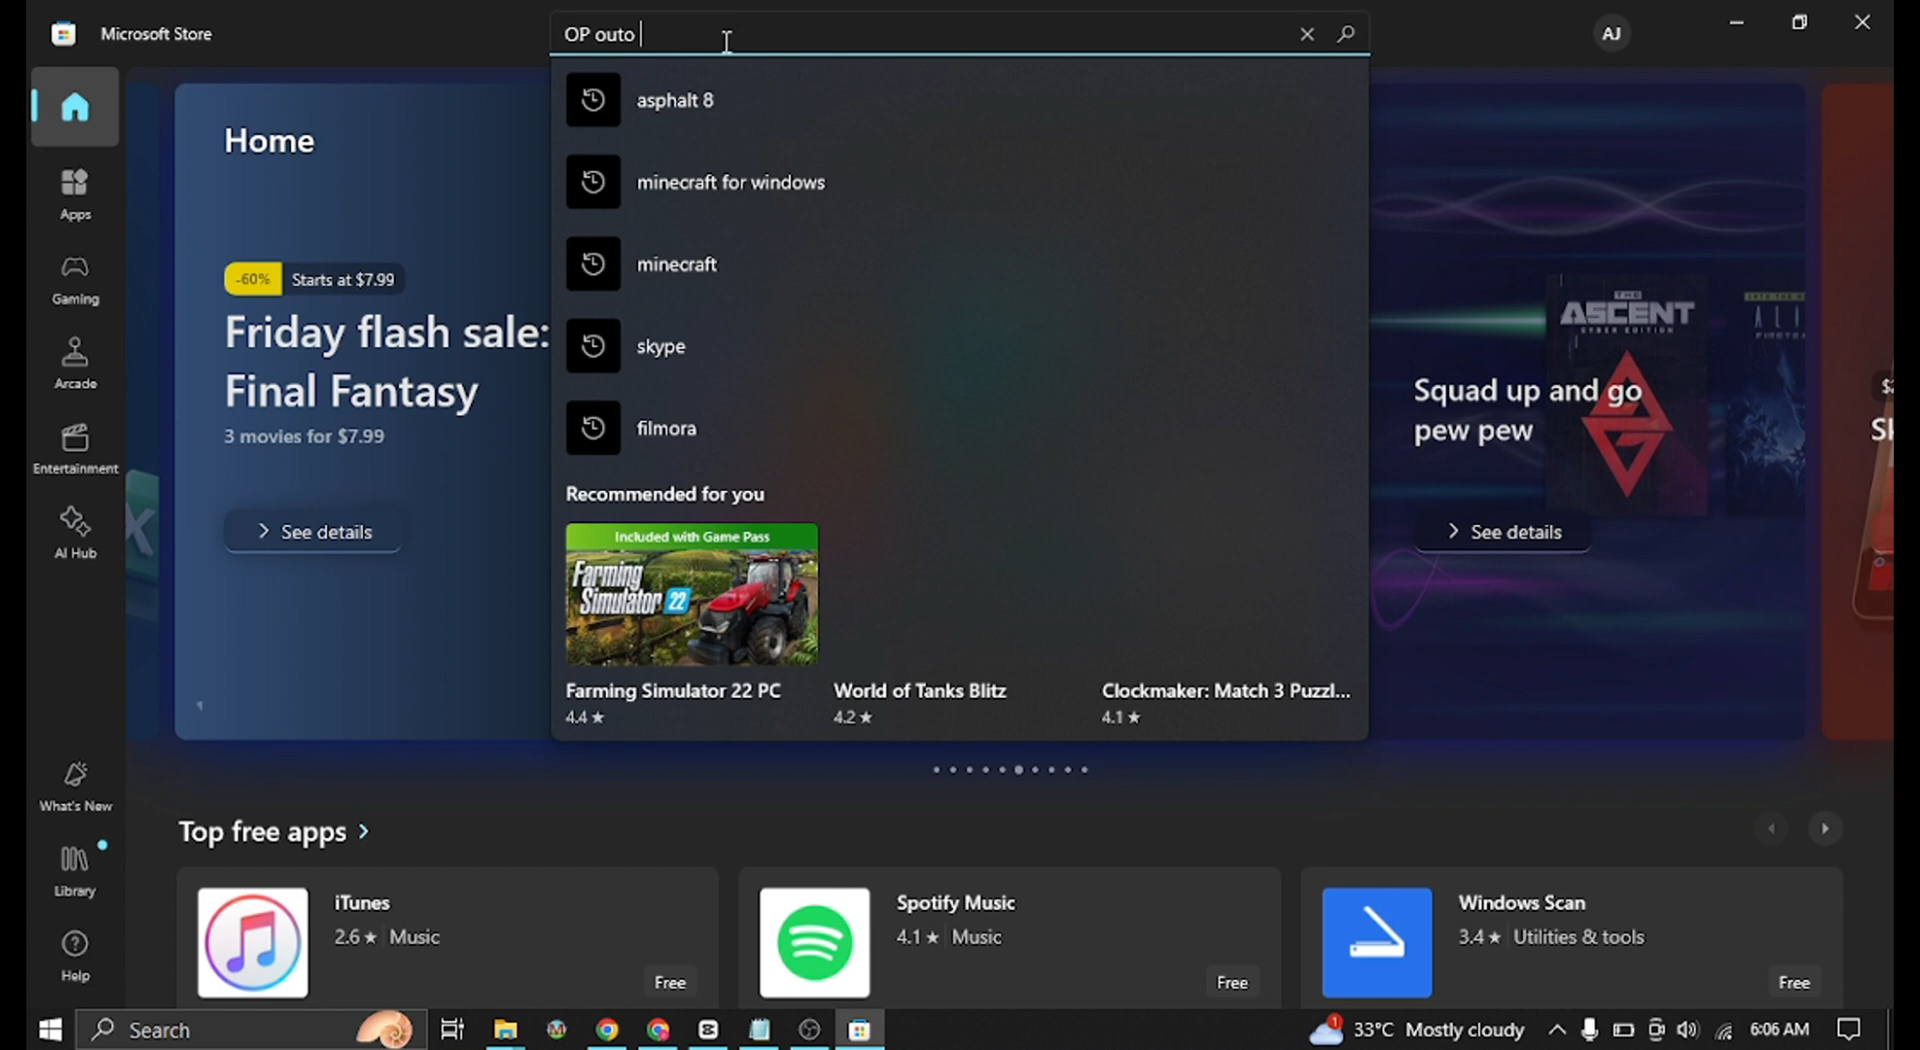 Microsoft Store
OP outo
AJ
asphalt 8
minecraft for windows
minecraft
skype
filmora
Recommended for you
Included with Game Pass
Farming
Simulator 22
Farming Simulator 22 PC
4.4 ★
World of Tanks Blitz
4.2 ★
Clockmaker: Match 3 Puzzl...
4.1 ★
Home
Apps
Gaming
Arcade
Entertainment
AI Hub
What's New
Library
Help
-60% Starts at $7.99
Friday flash sale:
Final Fantasy
3 movies for $7.99
See details
THE
ASCENT
CYBER EDITION
ALI
Squad up and go
pew pew
See details
Top free apps
iTunes
2.6 ★ Music
Free
Spotify Music
4.1 ★ Music
Free
Windows Scan
3.4 ★ Utilities & tools
Free
Search
1
33°C Mostly cloudy
6:06 AM